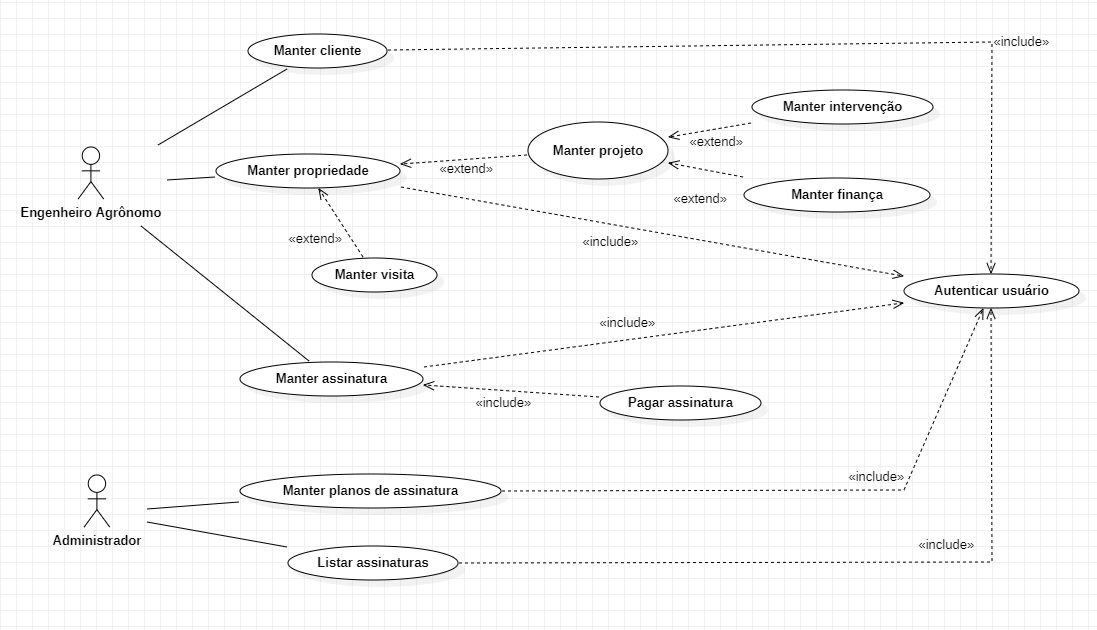 Manter cliente
«include»
Manter intervenção
«extend»
Manter projeto
Manter propriedade
«extend»
Manter finança
«extend»
Engenheiro Agrônomo
«extend»
«include»
Manter visita
Autenticar usuário
«include»
Manter assinatura
«include»
Pagar assinatura
«include»
Manter planos de assinatura
Administrador
«include»
Listar assinaturas